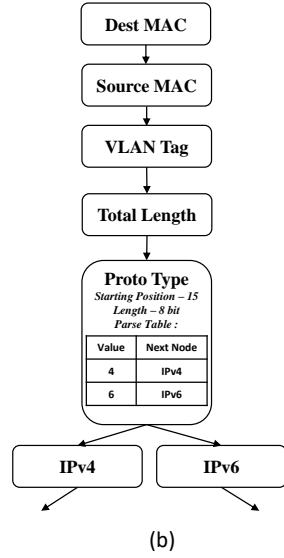 Dest MAC
Source MAC
VLAN Tag
Total Length
Proto Type
Starting Position – 15
Length – 8 bit
Parse Table :
Value Next Node
4 IPv4
6 IPv6
IPv4 IPv6
(b)